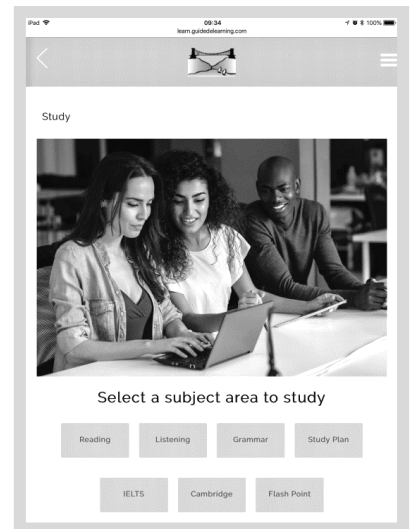 iPad 09:34 100%
learn.guidedelearning.com
Study
Select a subject area to study
Reading Listening Grammar Study Plan
IELTS Cambridge Flash Point